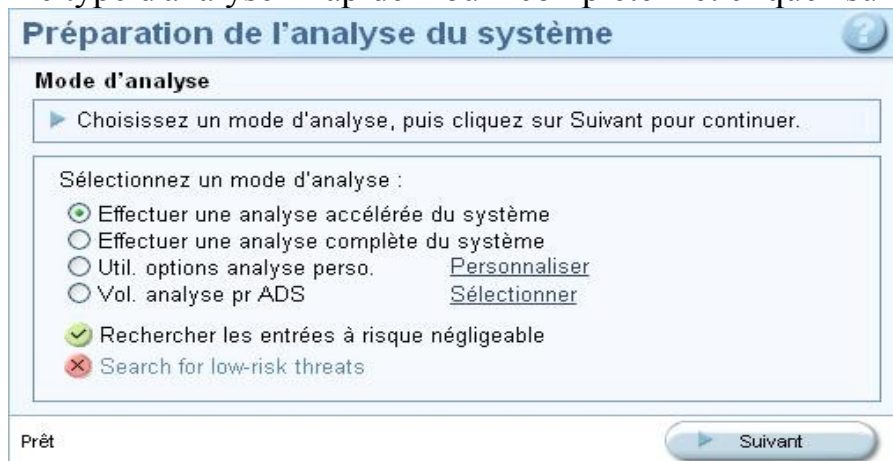 Préparation de l'analyse du système
Mode d'analyse
Choisissez un mode d'analyse, puis cliquez sur Suivant pour continuer.
Sélectionnez un mode d'analyse :
Effectuer une analyse accélérée du système
Effectuer une analyse complète du système
Util. options analyse perso. Personnaliser
Vol. analyse pr ADS Sélectionner
Rechercher les entrées à risque négligeable
Search for low-risk threats
Prêt Suivant